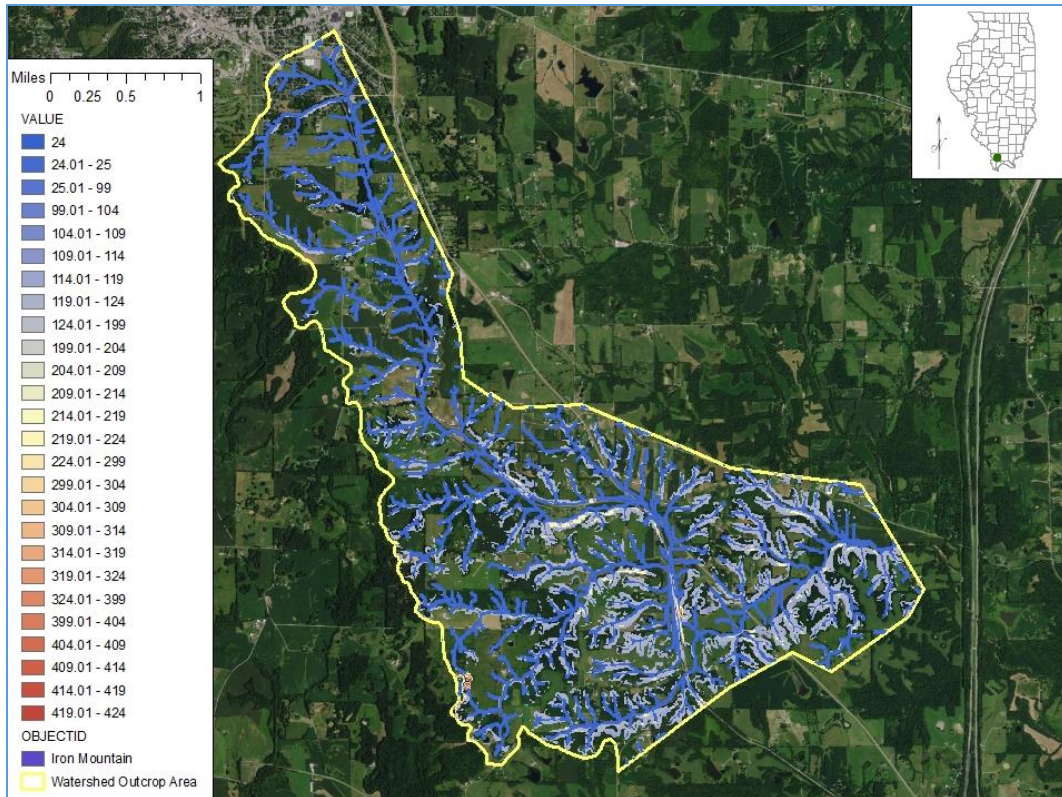 Miles
0 0.25 0.5 1
VALUE
24
24.01 - 25
25.01 - 99
99.01 - 104
104.01 - 109
109.01 - 114
114.01 - 119
119.01 - 124
124.01 - 199
199.01 - 204
204.01 - 209
209.01 - 214
214.01 - 219
219.01 - 224
224.01 - 299
299.01 - 304
304.01 - 309
309.01 - 314
314.01 - 319
319.01 - 324
324.01 - 399
399.01 - 404
404.01 - 409
409.01 - 414
414.01 - 419
419.01 - 424
OBJECTID
Iron Mountain
Watershed Outcrop Area
N